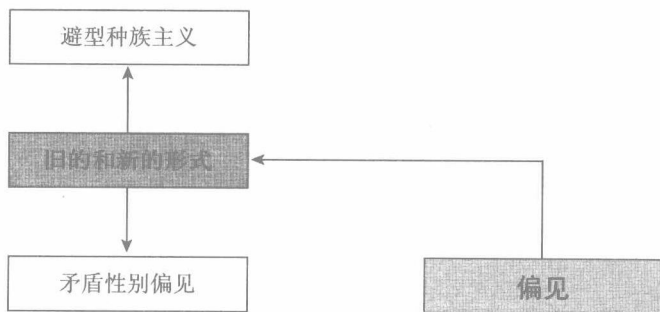 避型种族主义
旧的和新的形式
矛盾性别偏见
偏见